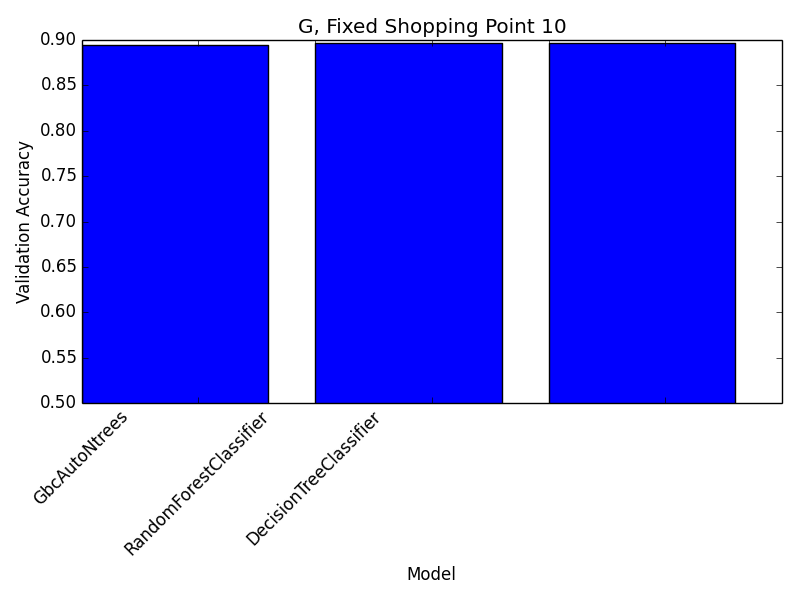 G, Fixed Shopping Point 10
0.90
0.85
0.80
0.75
0.70
0.65
0.60
0.55
0.50
Validation Accuracy
GbcAutoNtrees
RandomForestClassifier
DecisionTreeClassifier
Model